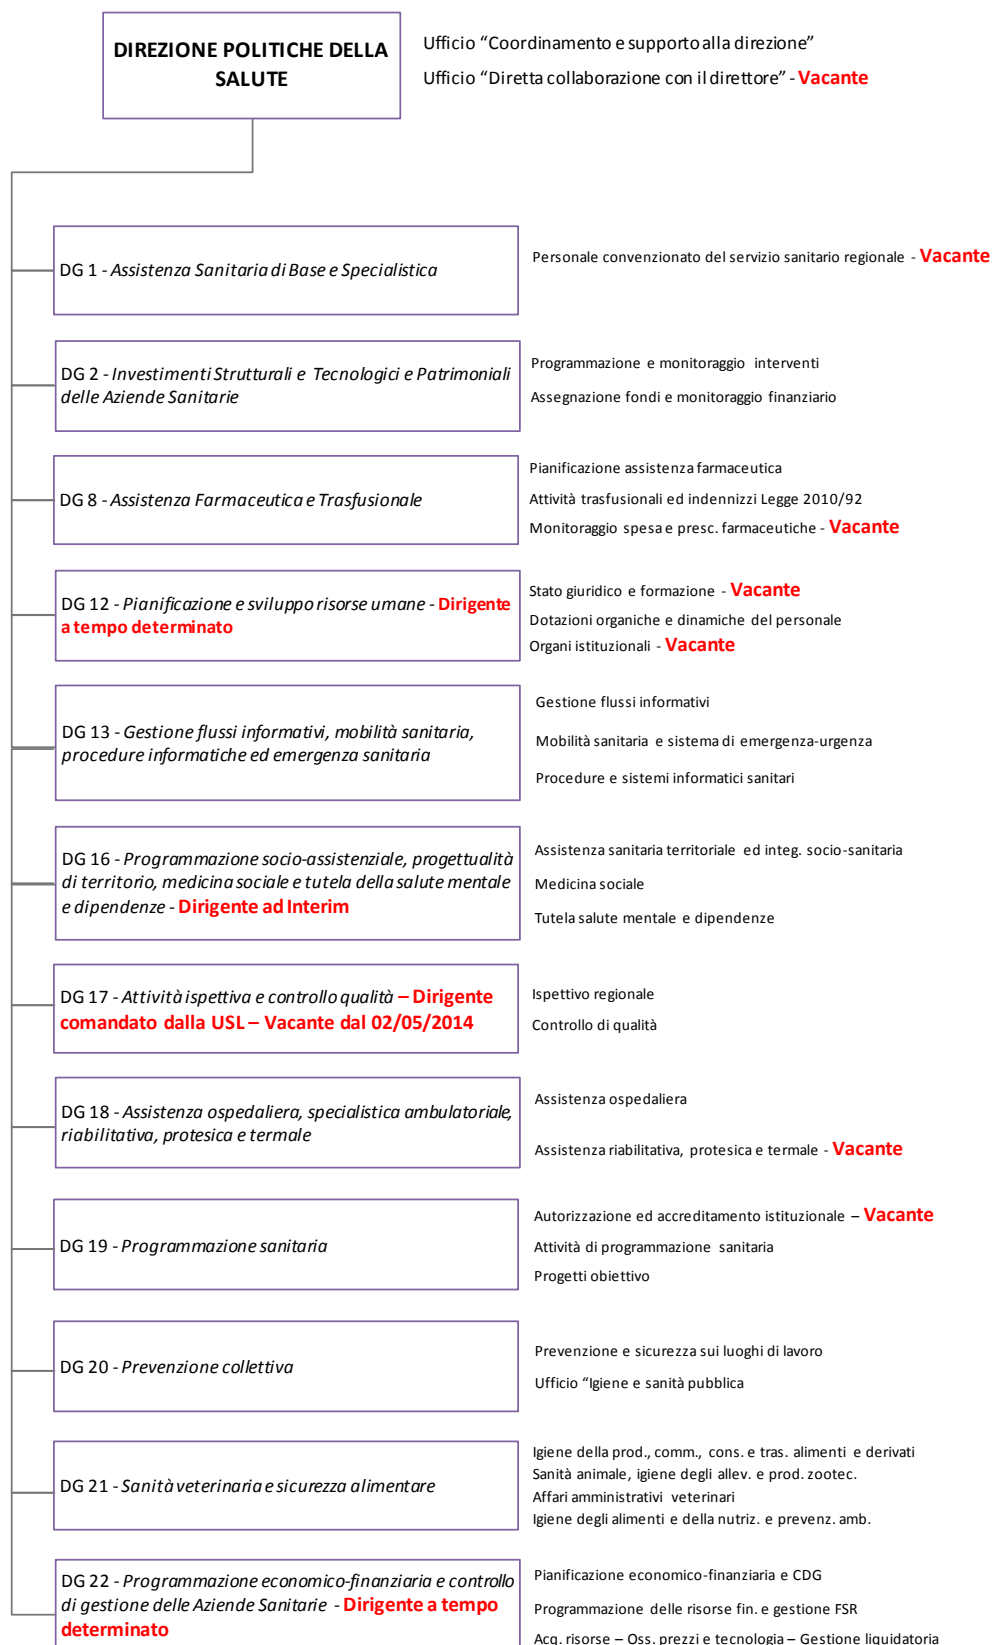 DIREZIONE POLITICHE DELLA
SALUTE
Ufficio “Coordinamento e supporto alla direzione”
Ufficio “Diretta collaborazione con il direttore” - Vacante
DG 1 - Assistenza Sanitaria di Base e Specialistica
Personale convenzionato del servizio sanitario regionale - Vacante
DG 2 - Investimenti Strutturali e Tecnologici e Patrimoniali
delle Aziende Sanitarie
Programmazione e monitoraggio interventi
Assegnazione fondi e monitoraggio finanziario
DG 8 - Assistenza Farmaceutica e Trasfusionale
Pianificazione assistenza farmaceutica
Attività trasfusionali ed indennizzi Legge 2010/92
Monitoraggio spesa e presc. farmaceutiche - Vacante
DG 12 - Pianificazione e sviluppo risorse umane - Dirigente
a tempo determinato
Stato giuridico e formazione - Vacante
Dotazioni organiche e dinamiche del personale
Organi istituzionali - Vacante
DG 13 - Gestione flussi informativi, mobilità sanitaria,
procedure informatiche ed emergenza sanitaria
Gestione flussi informativi
Mobilità sanitaria e sistema di emergenza-urgenza
Procedure e sistemi informatici sanitari
DG 16 - Programmazione socio-assistenziale, progettualità
di territorio, medicina sociale e tutela della salute mentale
e dipendenze - Dirigente ad Interim
Assistenza sanitaria territoriale ed integ. socio-sanitaria
Medicina sociale
Tutela salute mentale e dipendenze
DG 17 - Attività ispettiva e controllo qualità – Dirigente
comandato dalla USL – Vacante dal 02/05/2014
Ispettivo regionale
Controllo di qualità
DG 18 - Assistenza ospedaliera, specialistica ambulatoriale,
riabilitativa, protesica e termale
Assistenza ospedaliera
Assistenza riabilitativa, protesica e termale - Vacante
DG 19 - Programmazione sanitaria
Autorizzazione ed accreditamento istituzionale – Vacante
Attività di programmazione sanitaria
Progetti obiettivo
DG 20 - Prevenzione collettiva
Prevenzione e sicurezza sui luoghi di lavoro
Ufficio “Igiene e sanità pubblica
DG 21 - Sanità veterinaria e sicurezza alimentare
Igiene della prod., comm., cons. e tras. alimenti e derivati
Sanità animale, igiene degli allev. e prod. zootec.
Affari amministrativi veterinari
Igiene degli alimenti e della nutriz. e prevenz. amb.
DG 22 - Programmazione economico-finanziaria e controllo
di gestione delle Aziende Sanitarie - Dirigente a tempo
determinato
Pianificazione economico-finanziaria e CDG
Programmazione delle risorse fin. e gestione FSR
Acq. risorse – Oss. prezzi e tecnologia – Gestione liquidatoria